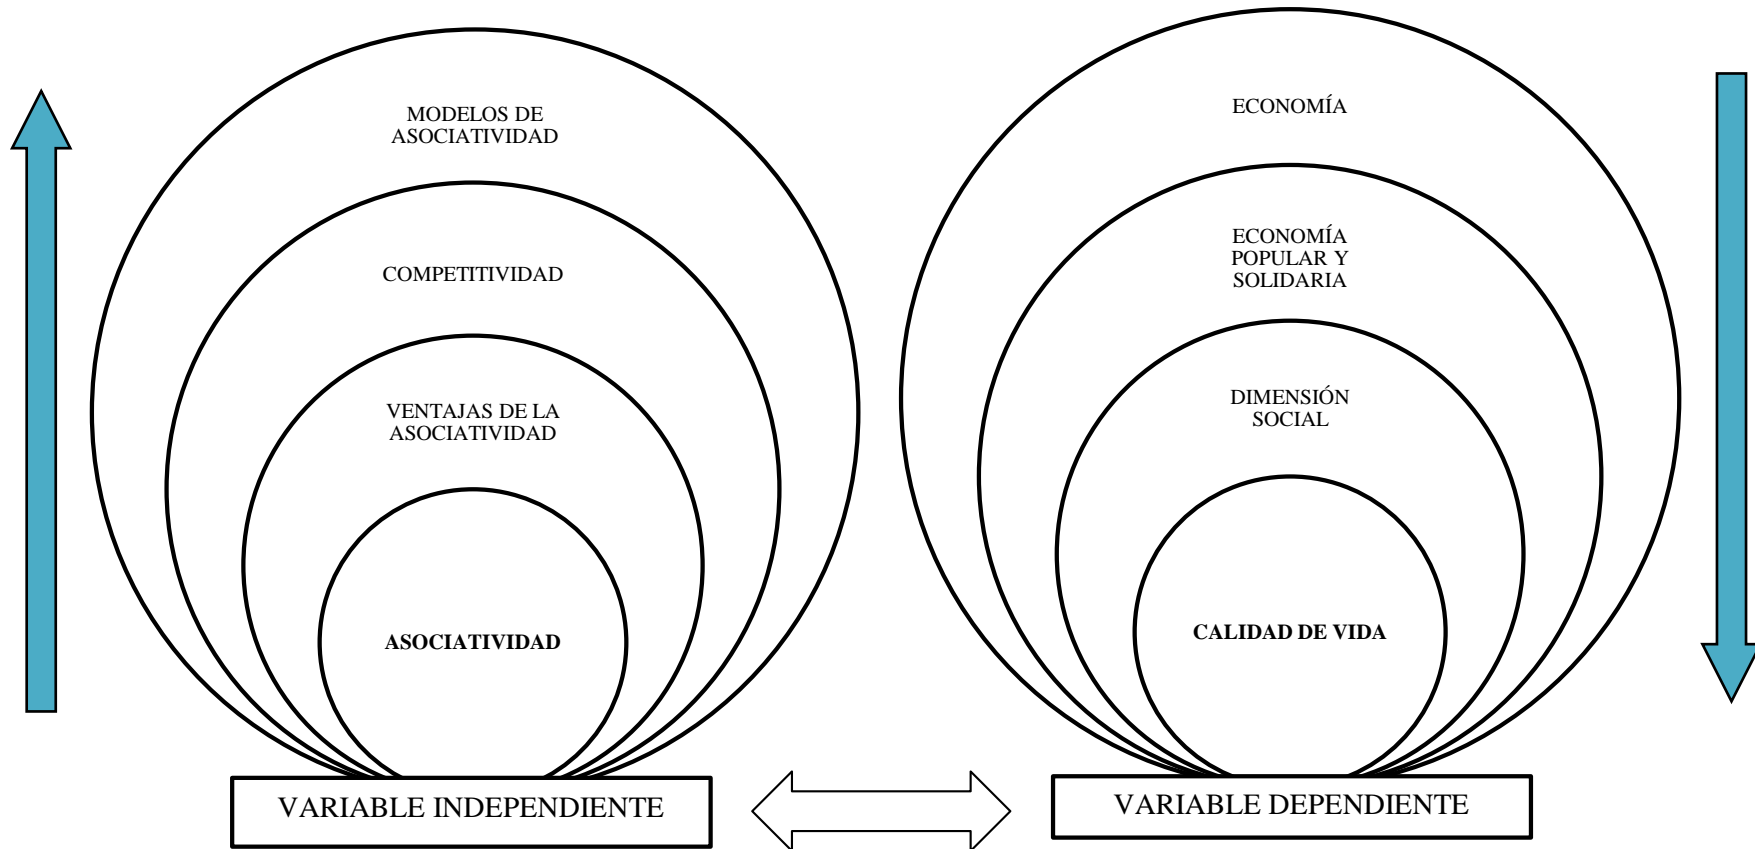 MODELOS DE
ASOCIATIVIDAD
COMPETITIVIDAD
VENTAJAS DE LA
ASOCIATIVIDAD
ASOCIATIVIDAD
VARIABLE INDEPENDIENTE
ECONOMÍA
ECONOMÍA
POPULAR Y
SOLIDARIA
DIMENSIÓN
SOCIAL
CALIDAD DE VIDA
VARIABLE DEPENDIENTE